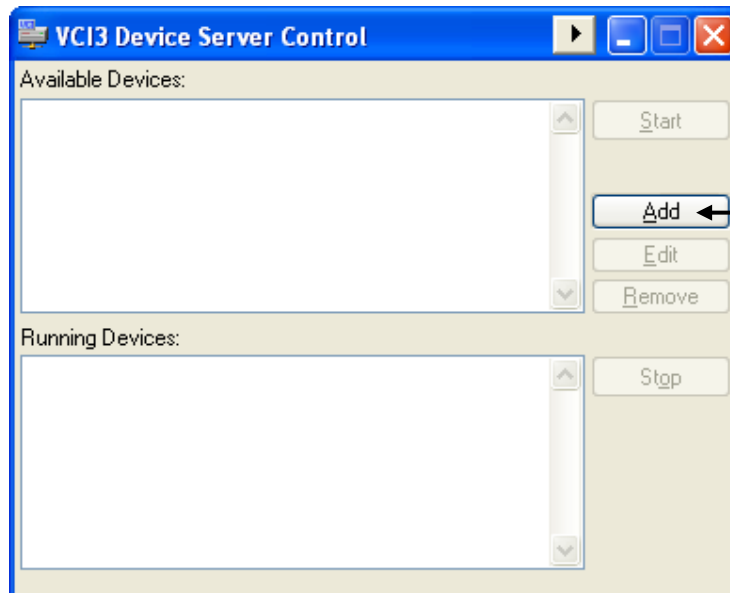 VCI3 Device Server Control
Available Devices:
Start
Add
Edit
Remove
Running Devices:
Stop